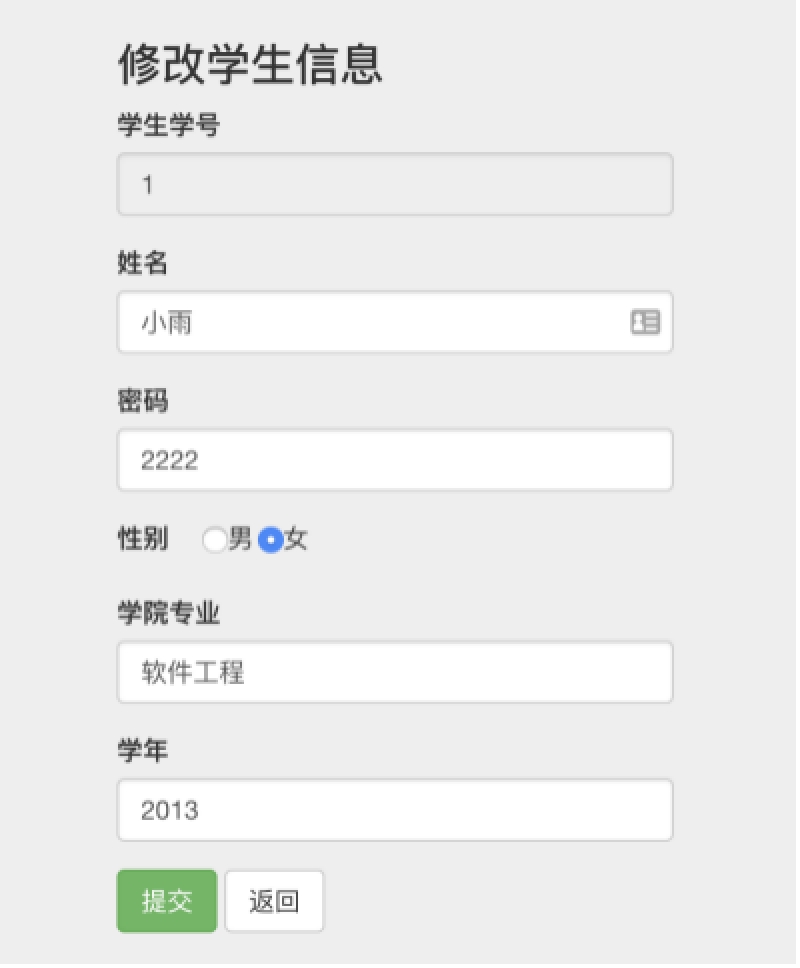 修改学生信息
学生学号
1
姓名
小雨
密码
2222
性别 男 女
学院专业
软件工程
学年
2013
提交 返回